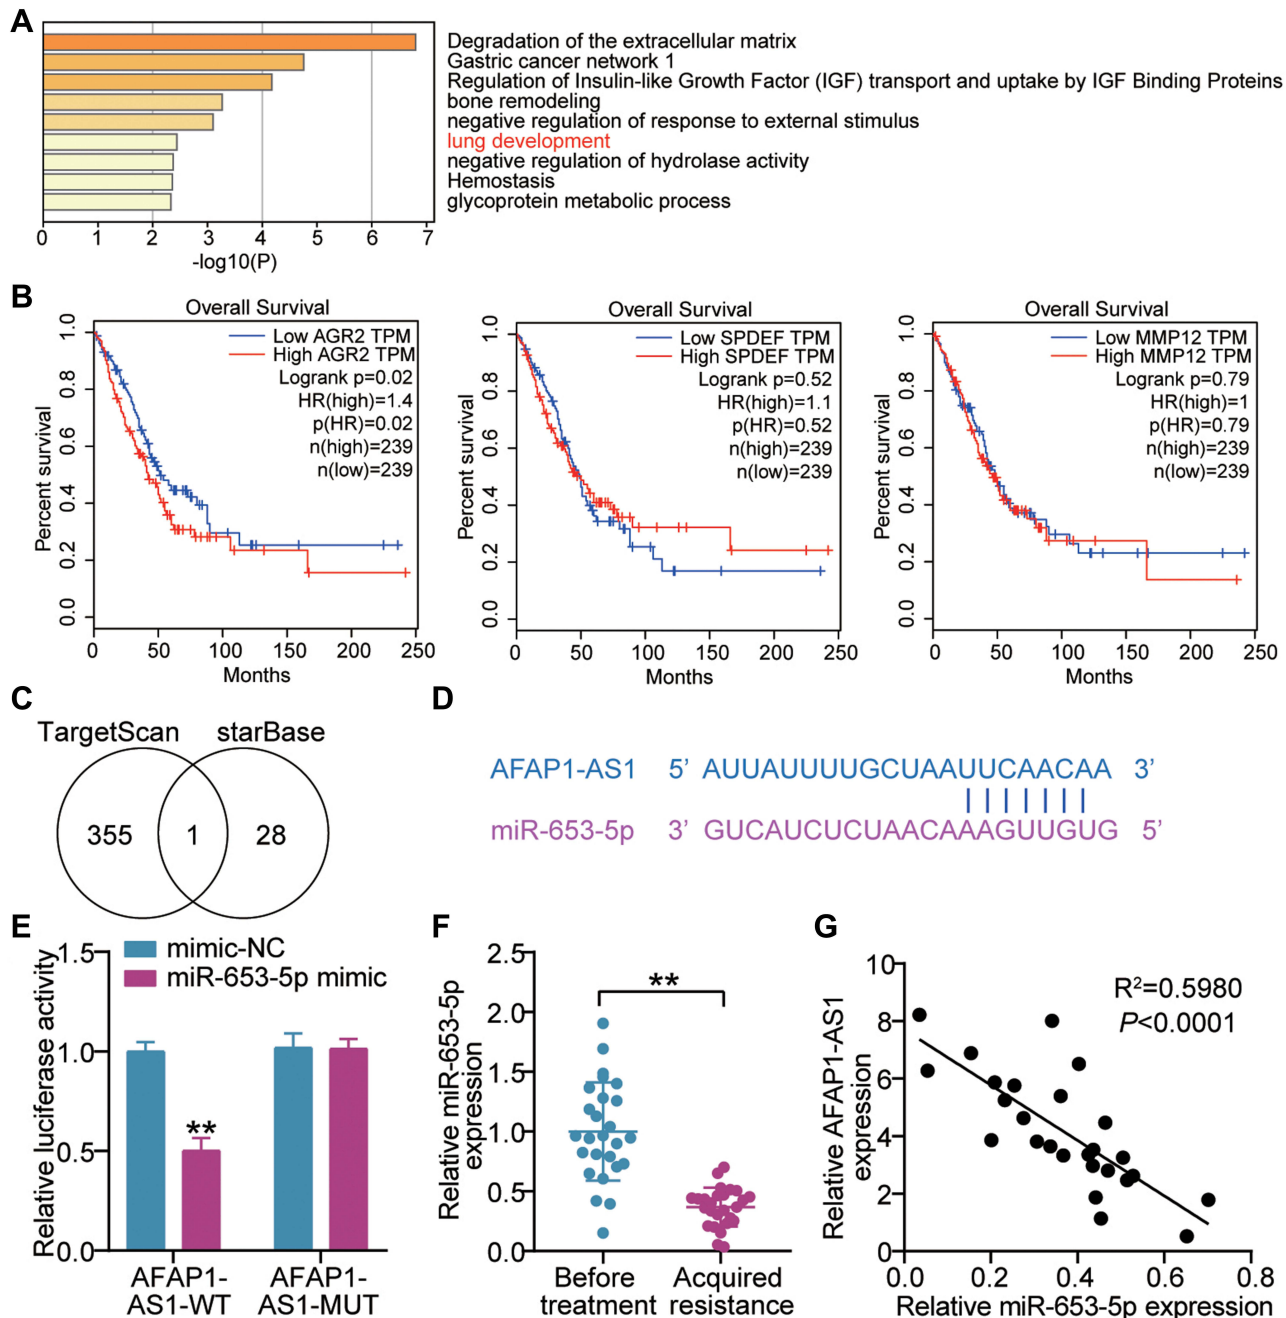 A
Degradation of the extracellular matrix
Gastric cancer network 1
Regulation of Insulin-like Growth Factor (IGF) transport and uptake by IGF Binding Proteins
bone remodeling
negative regulation of response to external stimulus
lung development
negative regulation of hydrolase activity
Hemostasis
glycoprotein metabolic process
0 1 2 3 4 5 6 7
-log10(P)
B
Overall Survival
Low AGR2 TPM
High AGR2 TPM
Logrank p=0.02
HR(high)=1.4
p(HR)=0.02
n(high)=239
n(low)=239
Percent survival
1.0
0.8
0.6
0.4
0.2
0.0
0 50 100 150 200 250
Months
Overall Survival
Low SPDEF TPM
High SPDEF TPM
Logrank p=0.52
HR(high)=1.1
p(HR)=0.52
n(high)=239
n(low)=239
Percent survival
1.0
0.8
0.6
0.4
0.2
0.0
0 50 100 150 200 250
Months
Overall Survival
Low MMP12 TPM
High MMP12 TPM
Logrank p=0.79
HR(high)=1
p(HR)=0.79
n(high)=239
n(low)=239
Percent survival
1.0
0.8
0.6
0.4
0.2
0.0
0 50 100 150 200 250
Months
C
TargetScan starBase
355 1 28
D
AFAP1-AS1 5’ AUUAUUUUGCUAAUUCAACAA 3’
miR-653-5p 3’ GUCAUCUCUAACAAAGUUGUG 5’
E
mimic-NC
miR-653-5p mimic
Relative luciferase activity
1.5
1.0
0.5
0.0
**
AFAP1-
AS1-WT
AFAP1-
AS1-MUT
F
Relative miR-653-5p
expression
2.5
2.0
1.5
1.0
0.5
0.0
**
Before
treatment
Acquired
resistance
G
Relative AFAP1-AS1
expression
10
8
6
4
2
0
R²=0.5980
P<0.0001
0.0 0.2 0.4 0.6 0.8
Relative miR-653-5p expression